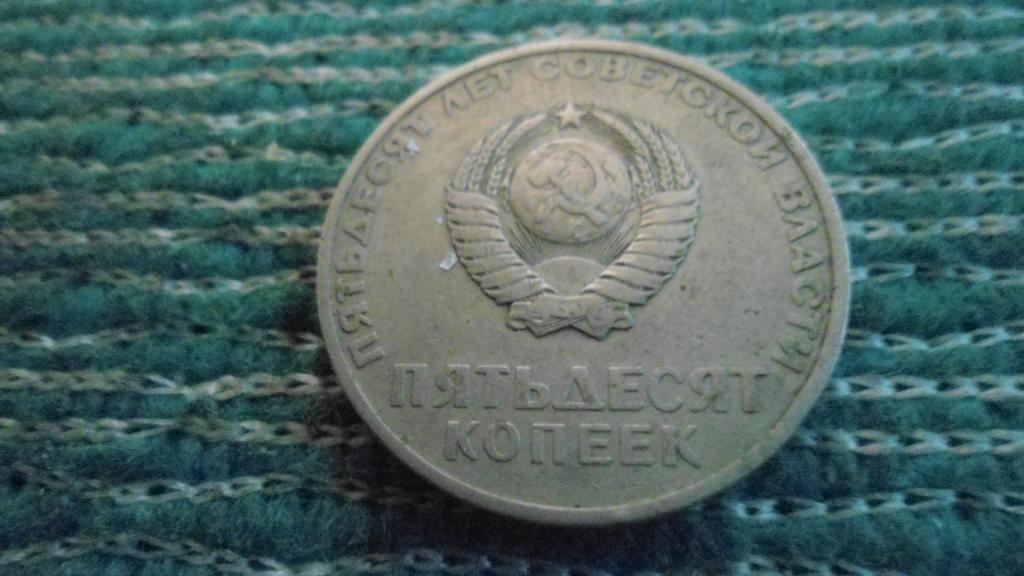 ПЯТЬДЕСЯТ ЛЕТ СОВЕТСКОЙ ВЛАСТИ
ПЯТЬДЕСЯТ
КОПЕЕК